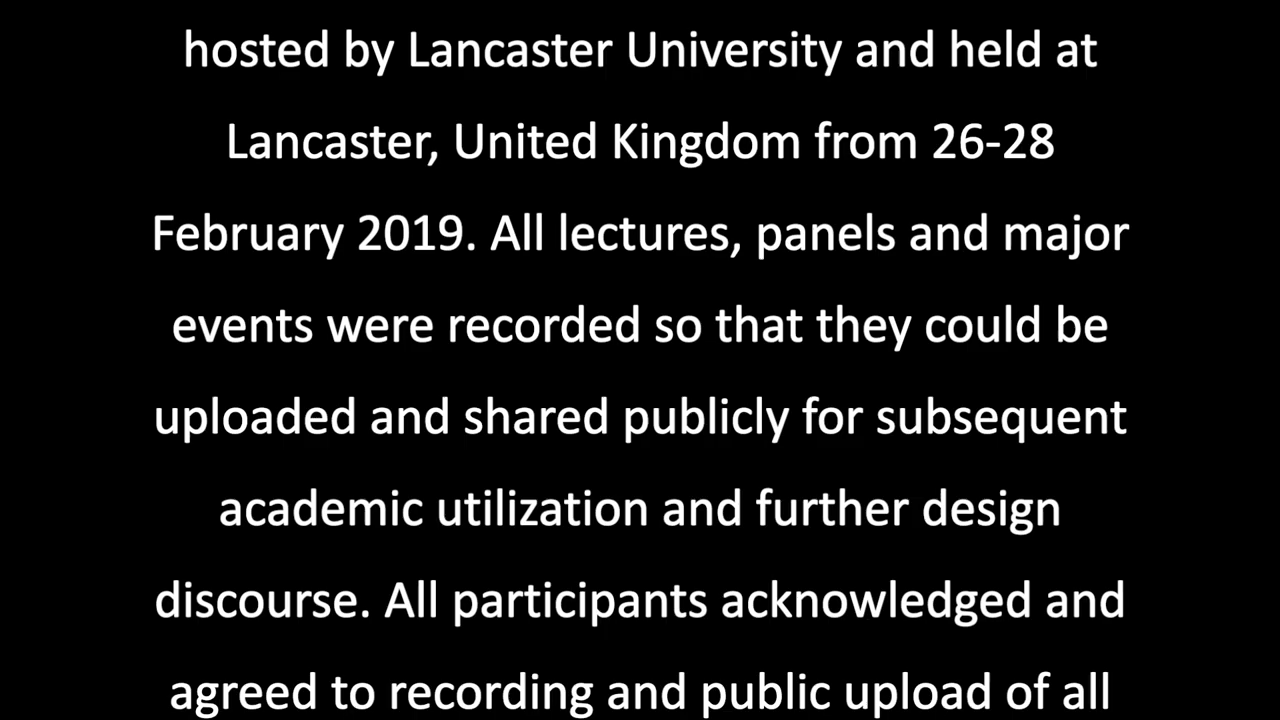 hosted by Lancaster University and held at
Lancaster, United Kingdom from 26-28
February 2019. All lectures, panels and major
events were recorded so that they could be
uploaded and shared publicly for subsequent
academic utilization and further design
discourse. All participants acknowledged and
agreed to recording and public upload of all